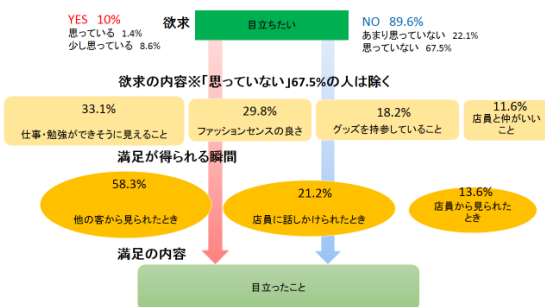 YES 10%
思っている 1.4%
少し思っている 8.6%
欲求
目立ちたい
NO 89.6%
あまり思っていない 22.1%
思っていない 67.5%
欲求の内容※「思っていない」67.5%の人は除く
33.1%
仕事・勉強ができそうに見えること
29.8%
ファッションセンスの良さ
18.2%
グッズを持参していること
11.6%
店員と仲がいい
こと
満足が得られる瞬間
58.3%
他の客から見られたとき
21.2%
店員に話しかけられたとき
13.6%
店員から見られた
とき
満足の内容
目立ったこと